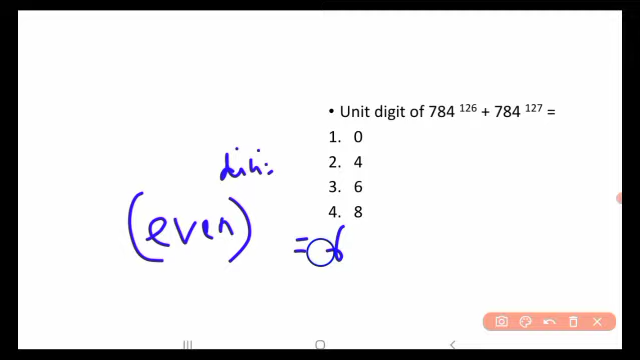 • Unit digit of 784 ¹²⁶ + 784 ¹²⁷ =
1. 0
2. 4
3. 6
4. 8
(even)
= 6